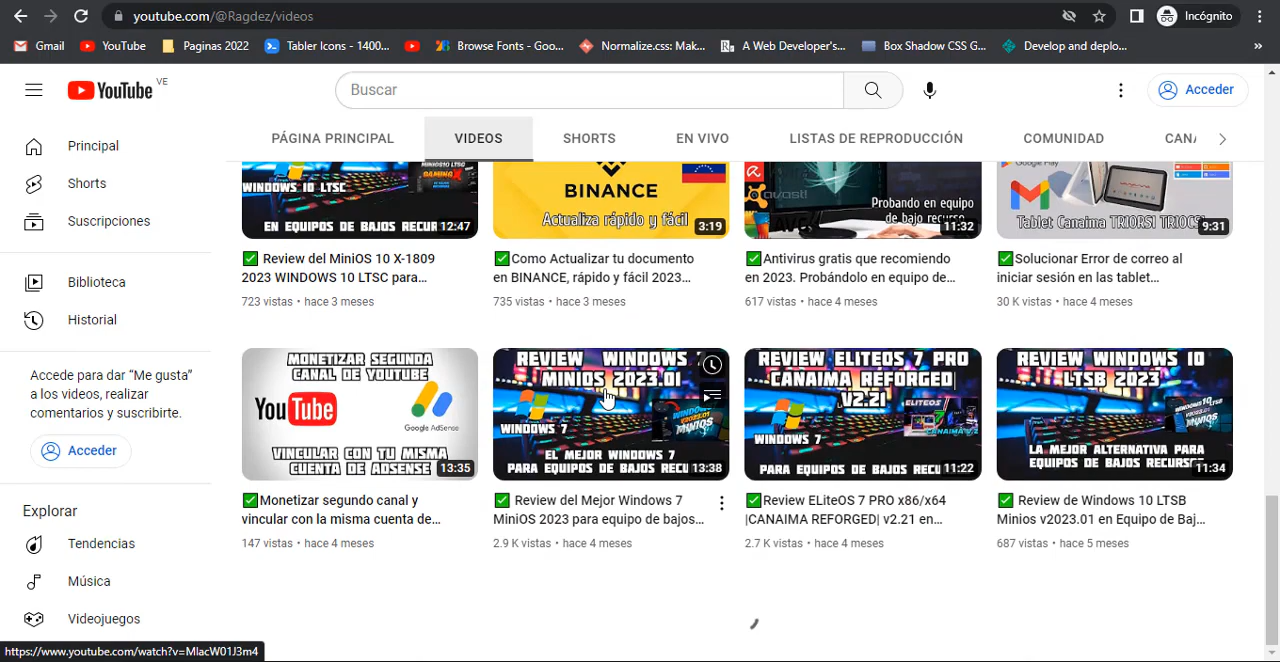 youtube.com/@Ragdez/videos
Incógnito
Gmail
YouTube
Paginas 2022
Tabler Icons - 1400...
Browse Fonts - Goo...
Normalize.css: Mak...
A Web Developer's...
Box Shadow CSS G...
Develop and deplo...
»
YouTube VE
Buscar
Acceder
PÁGINA PRINCIPAL
VIDEOS
SHORTS
EN VIVO
LISTAS DE REPRODUCCIÓN
COMUNIDAD
CANA
Principal
Shorts
Suscripciones
Biblioteca
Historial
Accede para dar “Me gusta”
a los videos, realizar
comentarios y suscribirte.
Acceder
Explorar
Tendencias
Música
Videojuegos
MINIOS10 LTSC
GAMING X
WINDOWS 10 LTSC
EN EQUIPOS DE BAJOS RECUR
12:47
✅ Review del MiniOS 10 X-1809
2023 WINDOWS 10 LTSC para...
723 vistas • hace 3 meses
BINANCE
Actualiza rápido y fácil
3:19
✅Como Actualizar tu documento
en BINANCE, rápido y fácil 2023...
735 vistas • hace 3 meses
avast!
AVG
Probando en equipo
de bajo recurso
11:32
✅Antivirus gratis que recomiendo
en 2023. Probándolo en equipo de...
617 vistas • hace 4 meses
Google Play
Tablet Canaima TR10RS1 TR10CS1
9:31
✅Solucionar Error de correo al
iniciar sesión en las tablet...
30 K vistas • hace 4 meses
MONETIZAR SEGUNDA
CANAL DE YOUTUBE
YouTube
Google AdSense
VINCULAR CON TU MISMA
CUENTA DE ADSENSE
13:35
✅Monetizar segundo canal y
vincular con la misma cuenta de...
147 vistas • hace 4 meses
REVIEW WINDOWS 7
MINIOS 2023.01
WINDOWS 7
EL MEJOR WINDOWS 7
PARA EQUIPOS DE BAJOS RECU
13:38
✅ Review del Mejor Windows 7
MiniOS 2023 para equipo de bajos...
2.9 K vistas • hace 4 meses
REVIEW ELITEOS 7 PRO
CANAIMA REFORGED|
V2.21
ELITEOS
CANAIMA V.2
WINDOWS 7
PARA EQUIPOS DE BAJOS RECU
11:22
✅Review ELiteOS 7 PRO x86/x64
|CANAIMA REFORGED| v2.21 en...
2.7 K vistas • hace 4 meses
REVIEW WINDOWS 10
LTSB 2023
LA MEJOR ALTERNATIVA PARA
EQUIPOS DE BAJOS RECURSO
11:34
✅ Review de Windows 10 LTSB
Minios v2023.01 en Equipo de Baj...
687 vistas • hace 5 meses
https://www.youtube.com/watch?v=MlacW01J3m4